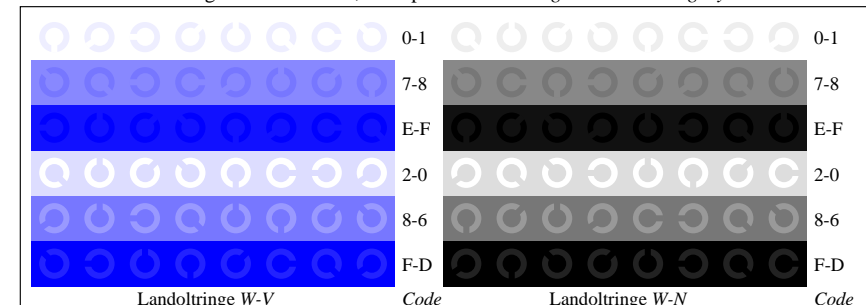 0-1 0-1
7-8 7-8
E-F E-F
2-0 2-0
8-6 8-6
F-D F-D
Landoltringe W-V Code Landoltringe W-N Code